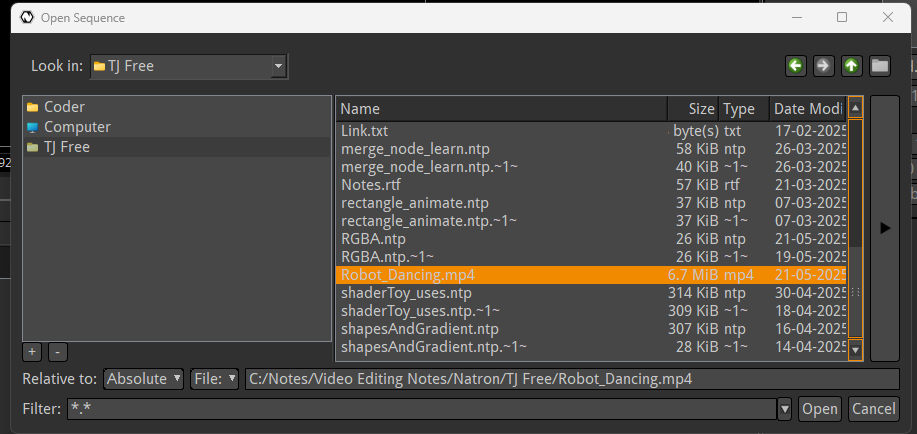 Open Sequence
Look in: TJ Free
Coder
Computer
TJ Free
Name Size Type Date Modi
Link.txt byte(s) txt 17-02-2025
merge_node_learn.ntp 58 KiB ntp 26-03-2025
merge_node_learn.ntp.~1~ 40 KiB ~1~ 26-03-2025
Notes.rtf 57 KiB rtf 21-03-2025
rectangle_animate.ntp 37 KiB ntp 07-03-2025
rectangle_animate.ntp.~1~ 37 KiB ~1~ 07-03-2025
RGBA.ntp 26 KiB ntp 21-05-2025
RGBA.ntp.~1~ 26 KiB ~1~ 19-05-2025
Robot_Dancing.mp4 6.7 MiB mp4 21-05-2025
shaderToy_uses.ntp 314 KiB ntp 30-04-2025
shaderToy_uses.ntp.~1~ 309 KiB ~1~ 18-04-2025
shapesAndGradient.ntp 307 KiB ntp 16-04-2025
shapesAndGradient.ntp.~1~ 28 KiB ~1~ 14-04-2025
+ -
Relative to: Absolute File: C:/Notes/Video Editing Notes/Natron/TJ Free/Robot_Dancing.mp4
Filter: *.* Open Cancel